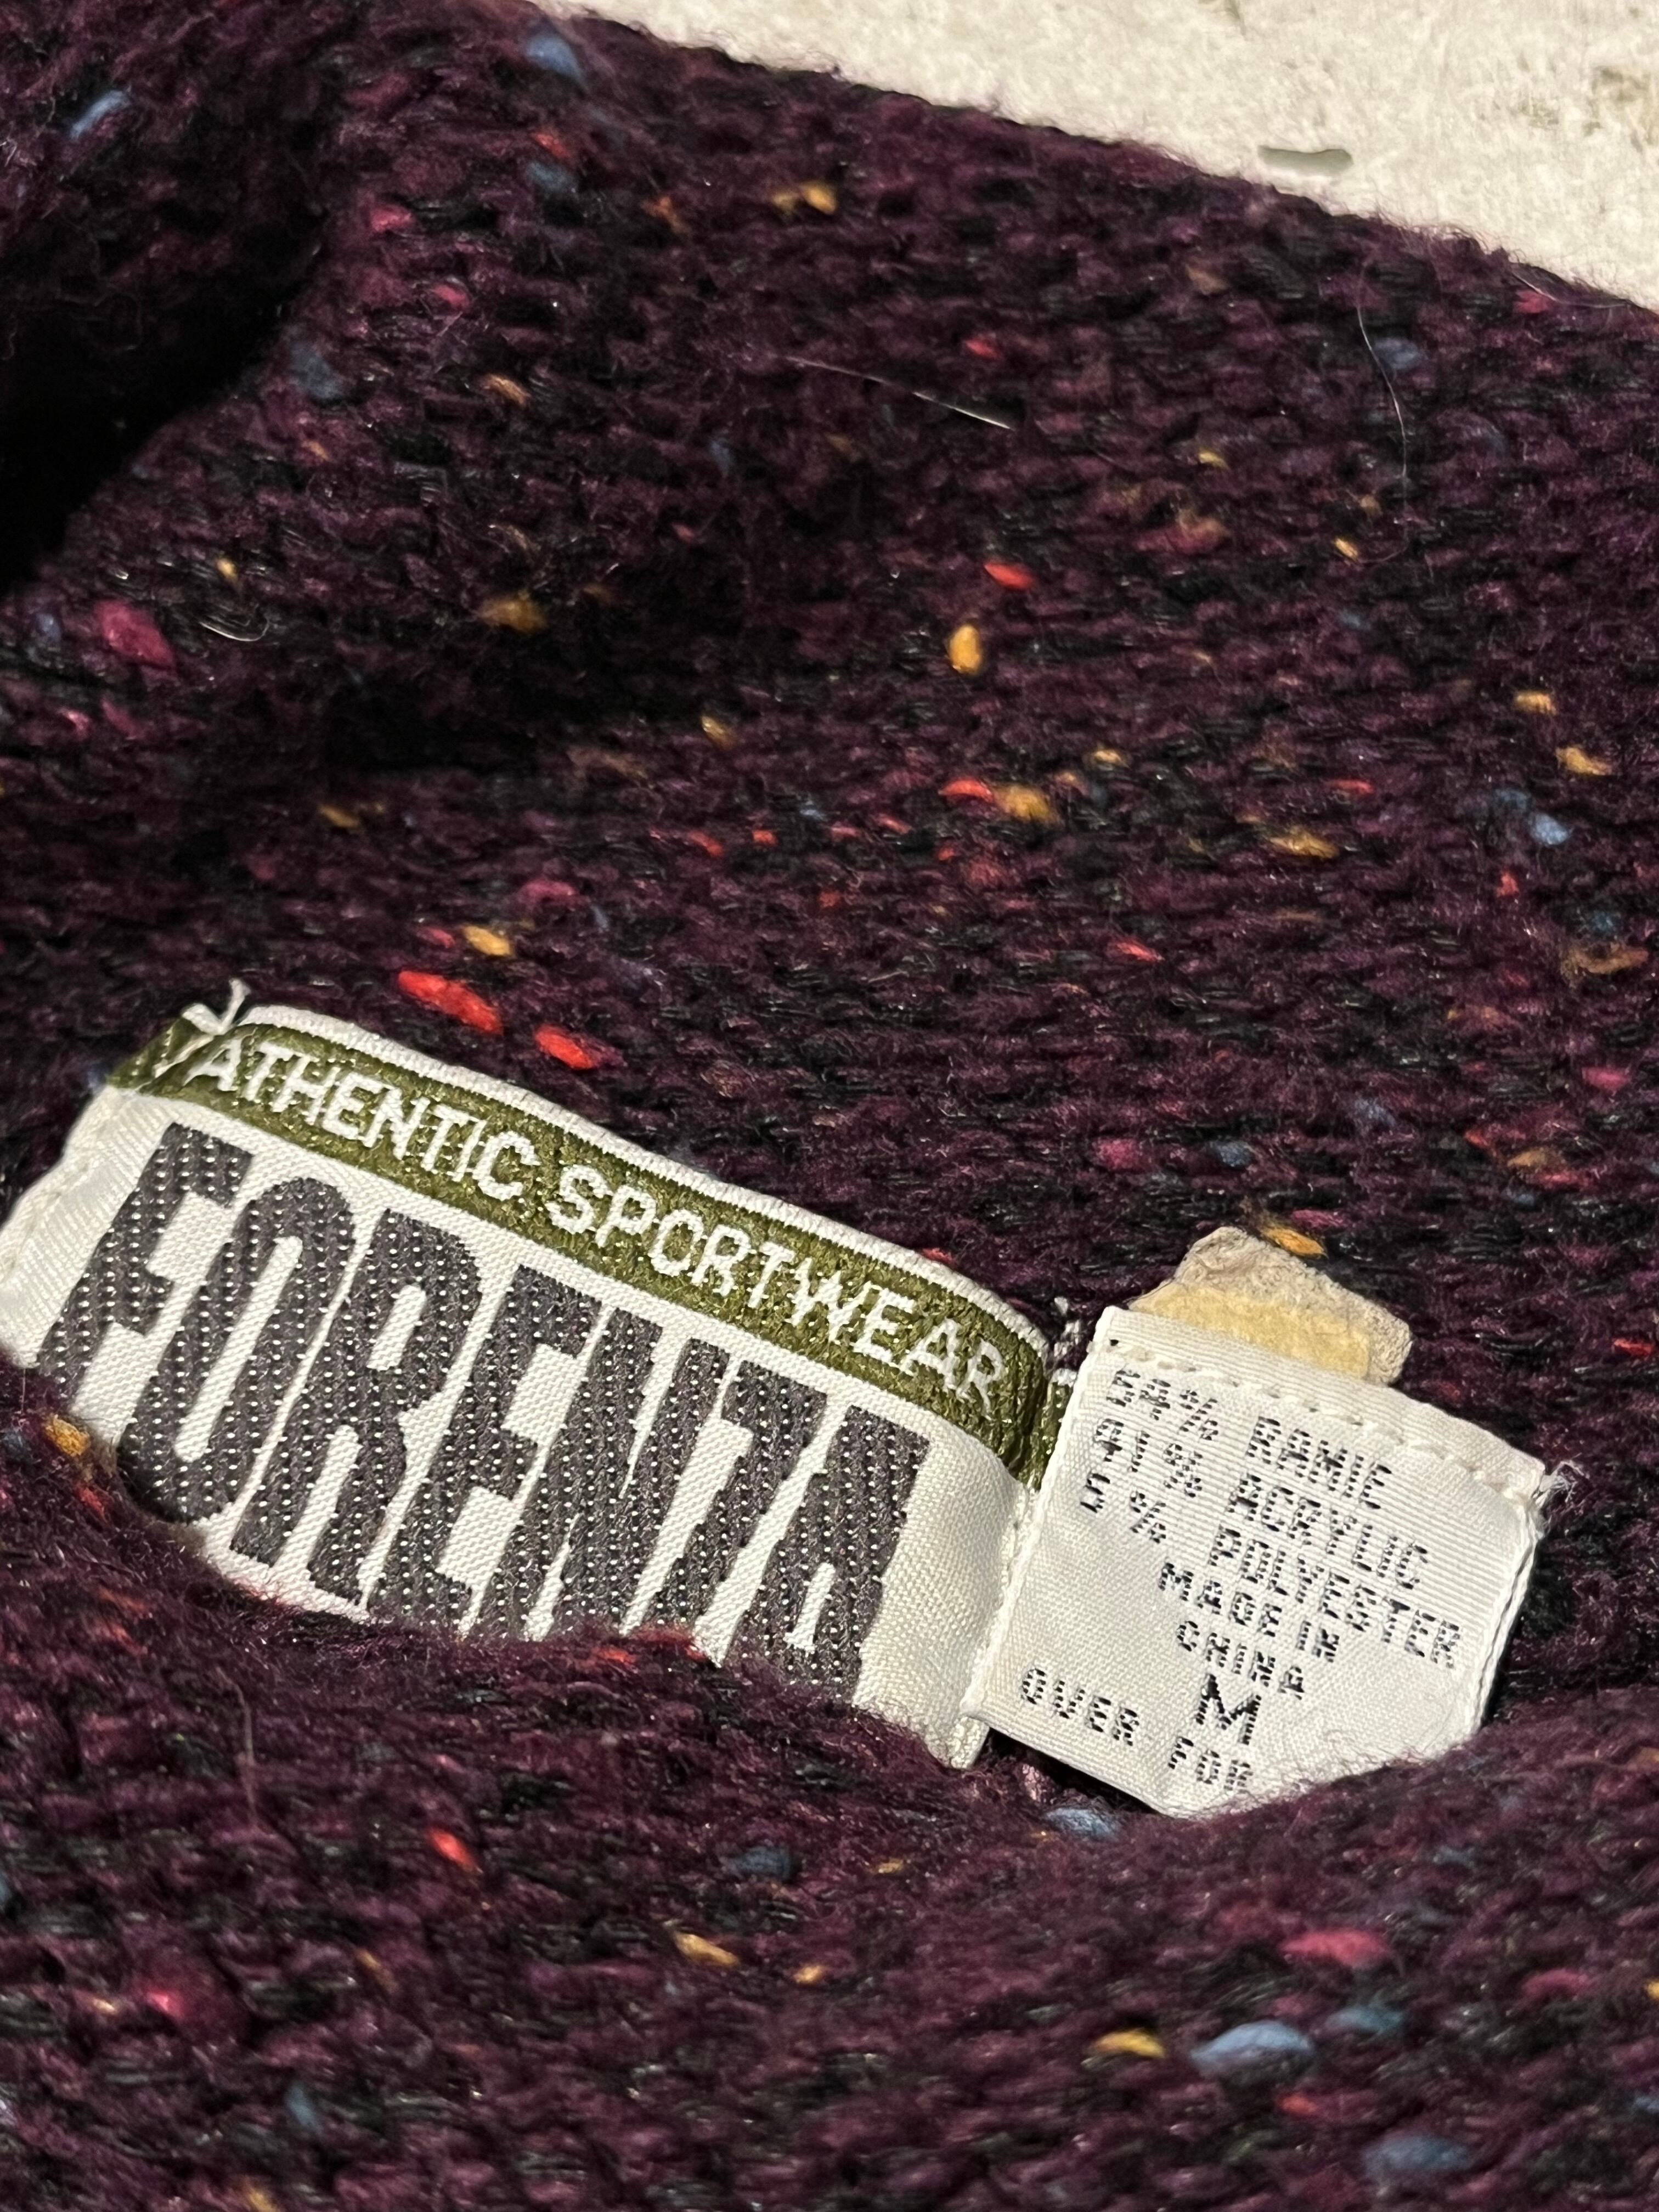 ATHENTIC SPORTWEAR
FORENZA
54% RAMIE
41% ACRYLIC
5% POLYESTER
MADE IN
CHINA
M
OVER FOR